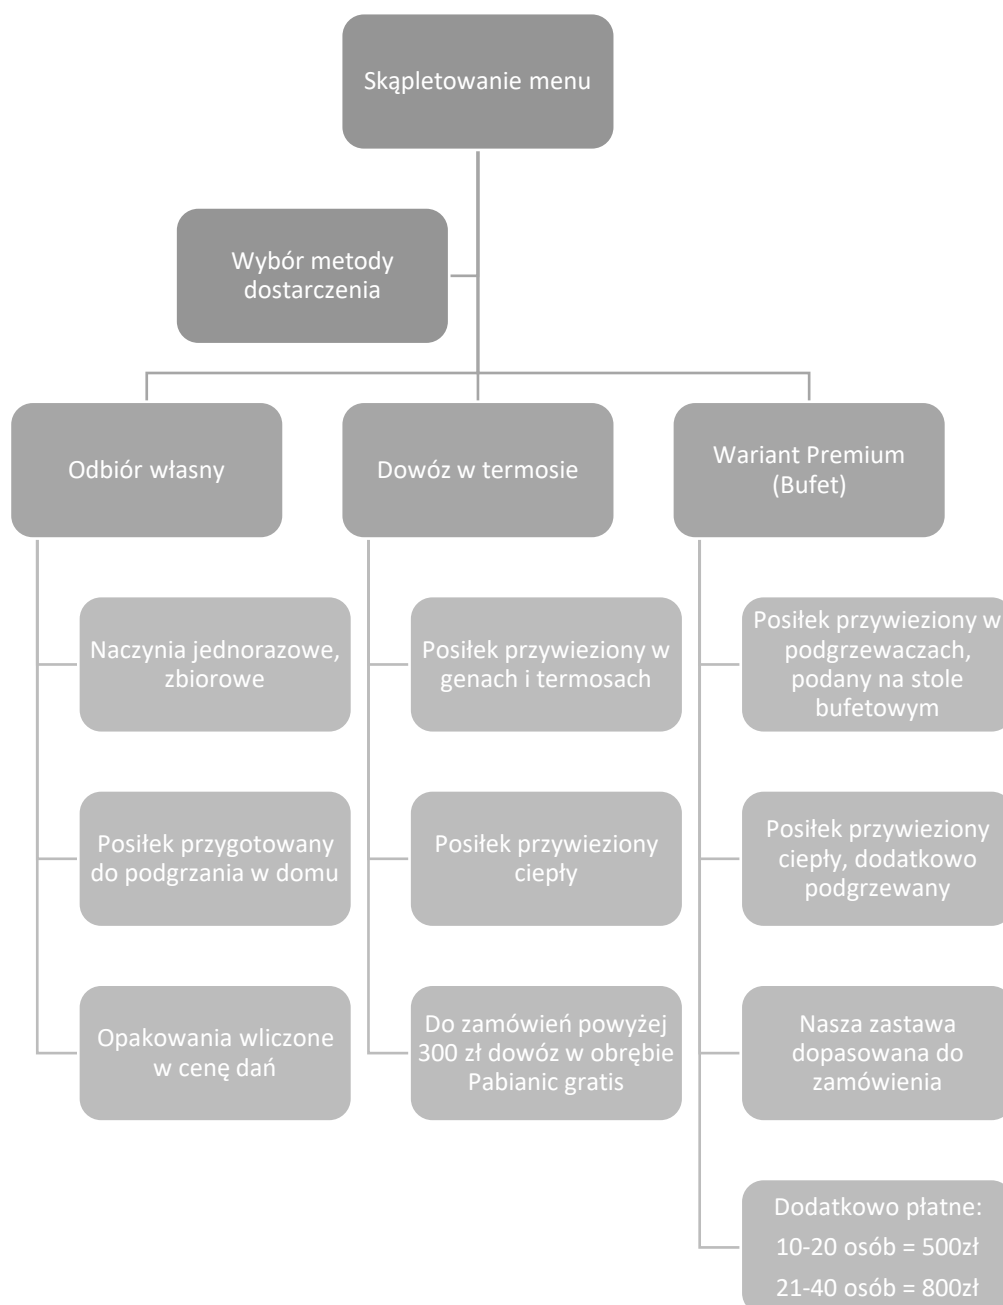 Skąpletowanie menu
Wybór metody
dostarczenia
Odbiór własny
Naczynia jednorazowe,
zbiorowe
Posiłek przygotowany
do podgrzania w domu
Opakowania wliczone
w cenę dań
Dowóz w termosie
Posiłek przywieziony w
genach i termosach
Posiłek przywieziony
ciepły
Do zamówień powyżej
300 zł dowóz w obrębie
Pabianic gratis
Wariant Premium
(Bufet)
Posiłek przywieziony w
podgrzewaczach,
podany na stole
bufetowym
Posiłek przywieziony
ciepły, dodatkowo
podgrzewany
Nasza zastawa
dopasowana do
zamówienia
Dodatkowo płatne:
10-20 osób = 500zł
21-40 osób = 800zł